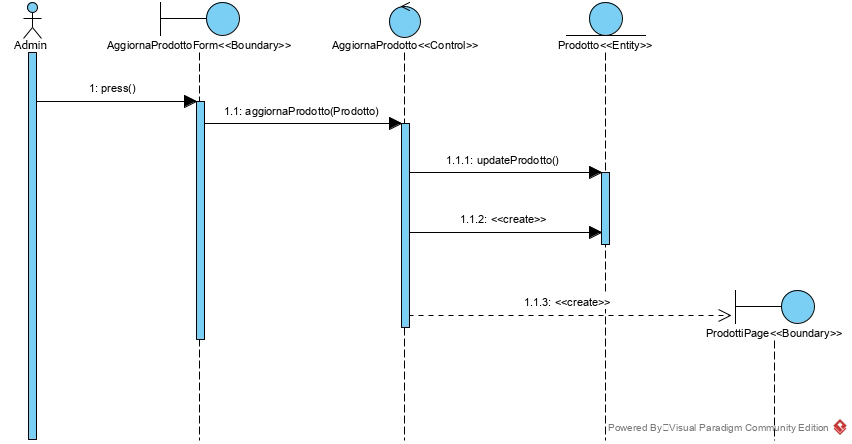 Admin
AggiornaProdottoForm<<Boundary>>
AggiornaProdotto<<Control>>
Prodotto<<Entity>>
1: press()
1.1: aggiornaProdotto(Prodotto)
1.1.1: updateProdotto()
1.1.2: <<create>>
1.1.3: <<create>>
ProdottiPage<<Boundary>>
Powered By Visual Paradigm Community Edition